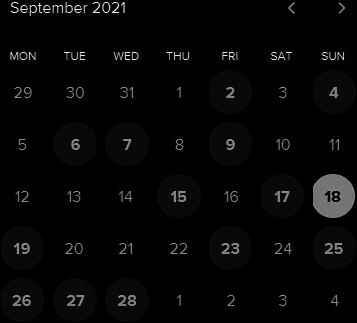 September 2021
MON TUE WED THU FRI SAT SUN
29 30 31 1 2 3 4
5 6 7 8 9 10 11
12 13 14 15 16 17 18
19 20 21 22 23 24 25
26 27 28 1 2 3 4